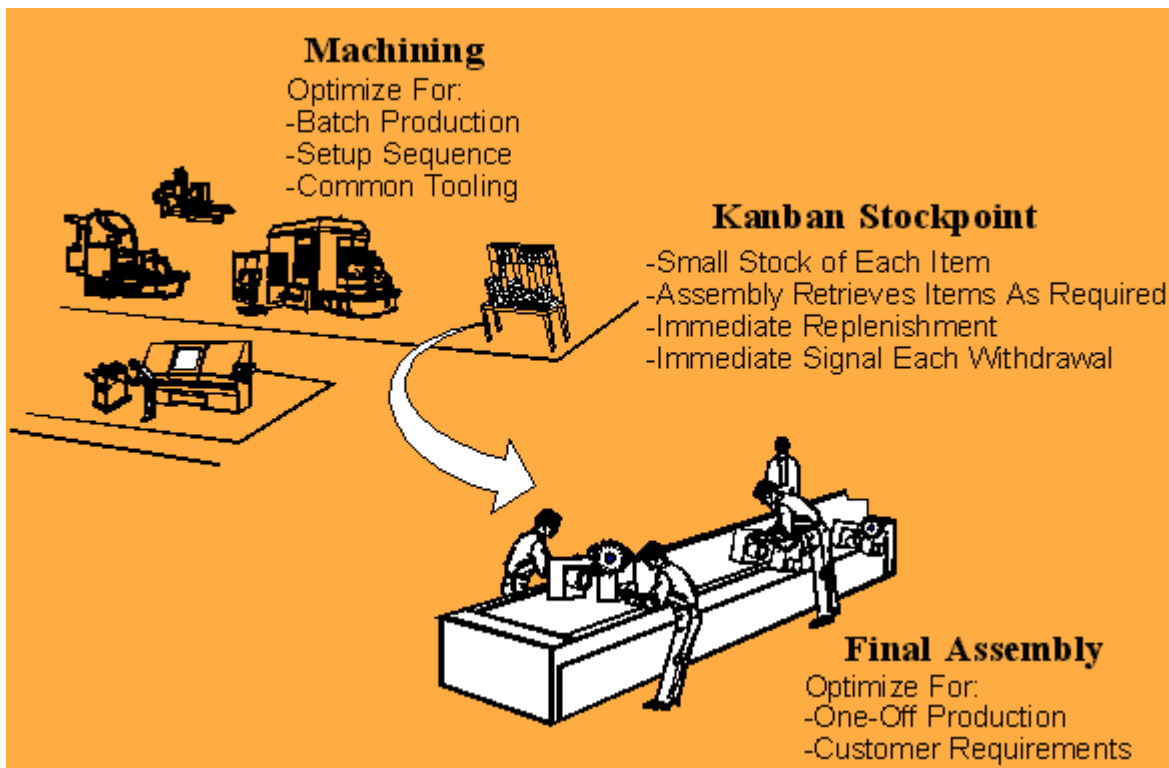 Machining
Optimize For:
-Batch Production
-Setup Sequence
-Common Tooling
Kanban Stockpoint
-Small Stock of Each Item
-Assembly Retrieves Items As Required
-Immediate Replenishment
-Immediate Signal Each Withdrawal
Final Assembly
Optimize For:
-One-Off Production
-Customer Requirements